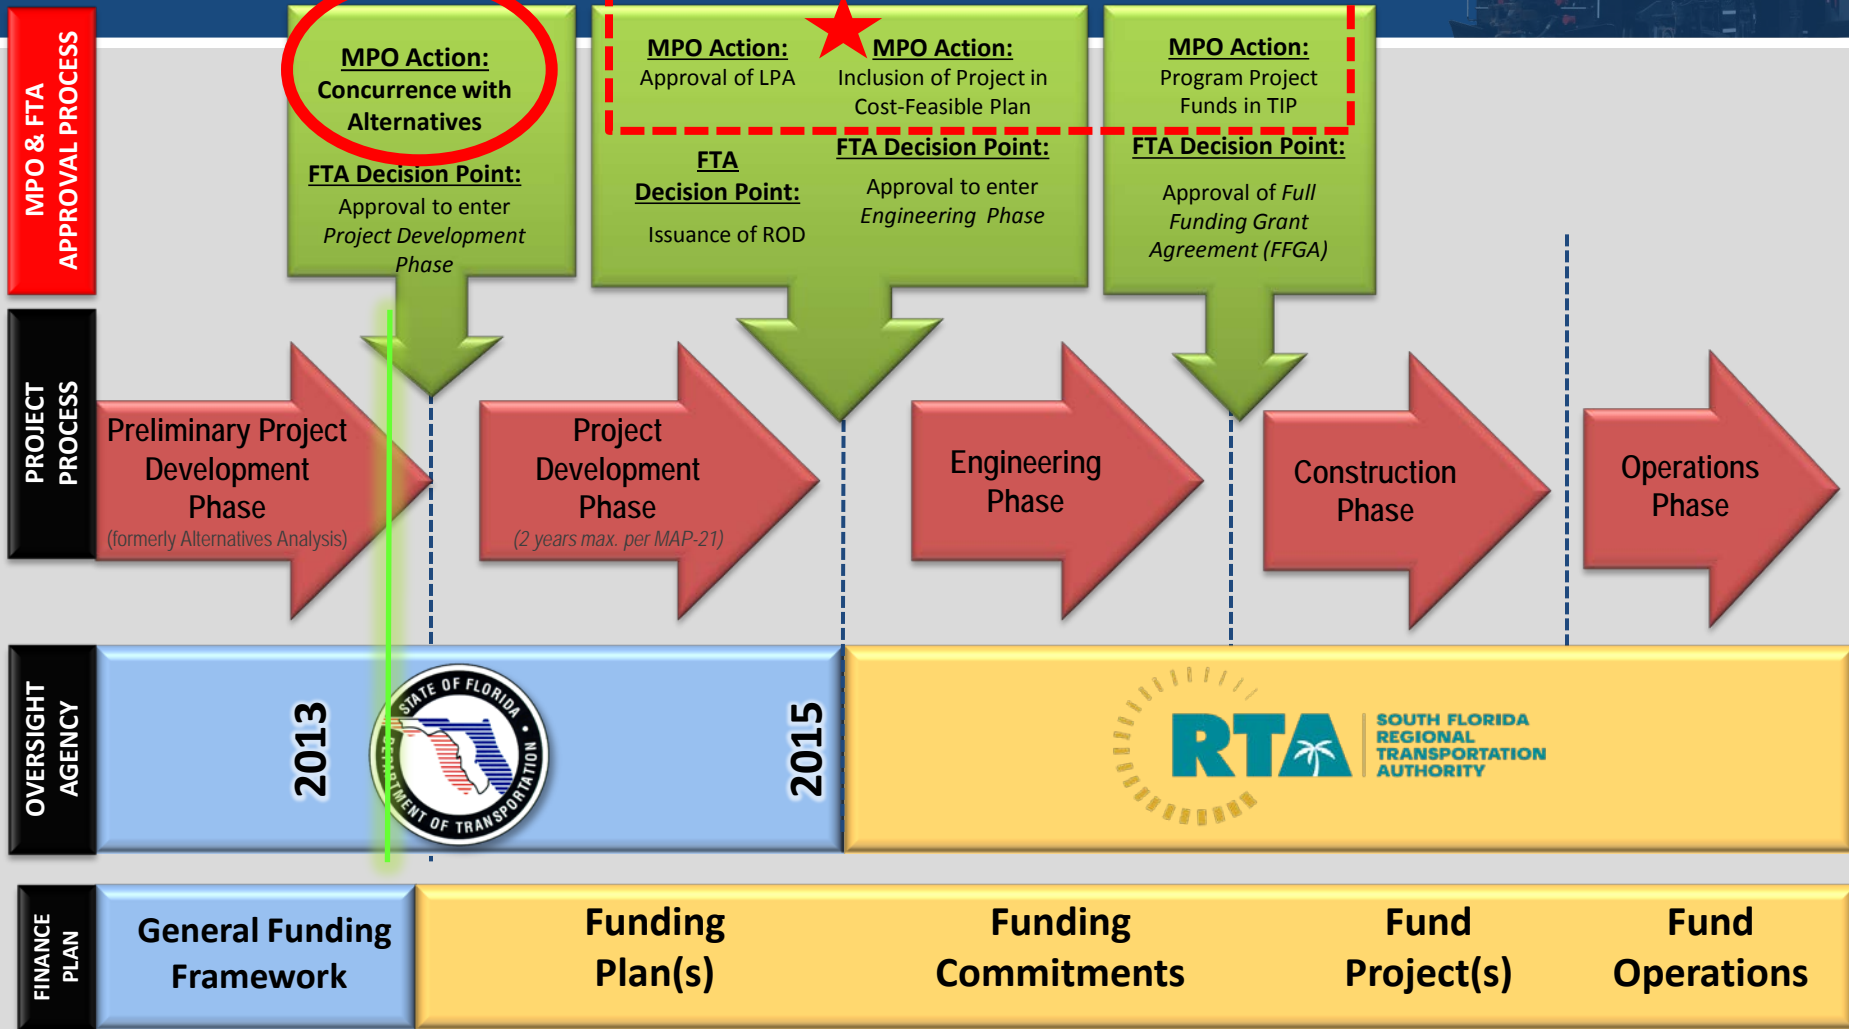 MPO & FTA
APPROVAL PROCESS
MPO Action:
Concurrence with
Alternatives
FTA Decision Point:
Approval to enter
Project Development
Phase
MPO Action:
Approval of LPA
FTA
Decision Point:
Issuance of ROD
MPO Action:
Inclusion of Project in
Cost-Feasible Plan
FTA Decision Point:
Approval to enter
Engineering Phase
MPO Action:
Program Project
Funds in TIP
FTA Decision Point:
Approval of Full
Funding Grant
Agreement (FFGA)
PROJECT
PROCESS
Preliminary Project
Development
Phase
(formerly Alternatives Analysis)
Project
Development
Phase
(2 years max. per MAP-21)
Engineering
Phase
Construction
Phase
Operations
Phase
OVERSIGHT
AGENCY
2013
STATE OF FLORIDA
DEPARTMENT OF TRANSPORTATION
2015
RTA
SOUTH FLORIDA
REGIONAL
TRANSPORTATION
AUTHORITY
FINANCE
PLAN
General Funding
Framework
Funding
Plan(s)
Funding
Commitments
Fund
Project(s)
Fund
Operations